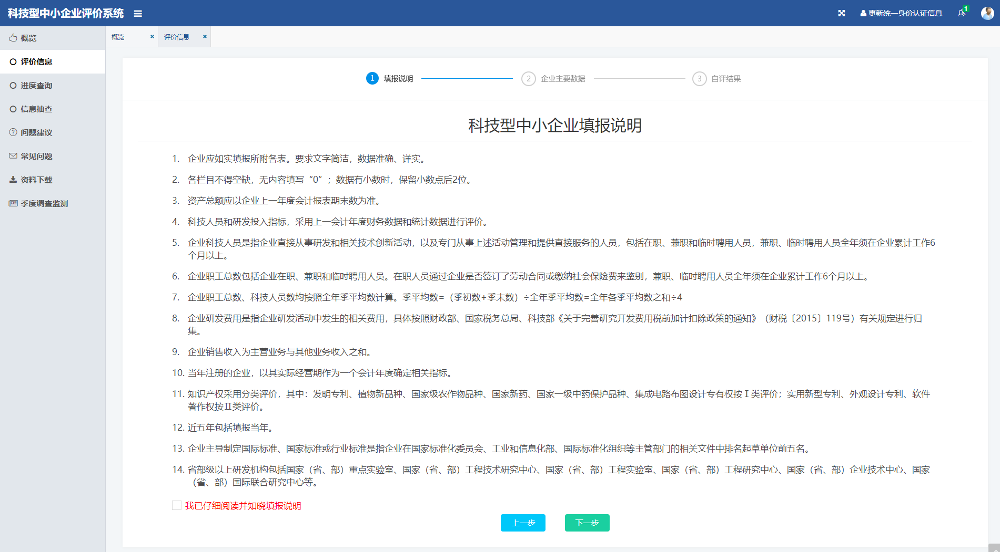 科技型中小企业评价系统
更新统一身份认证信息
1
概览
评价信息
进度查询
信息抽查
问题建议
常见问题
资料下载
季度调查监测
概览
评价信息
1 填报说明
2 企业主要数据
3 自评结果
科技型中小企业填报说明
1. 企业应如实填报所附各表。要求文字简洁，数据准确、详实。
2. 各栏目不得空缺，无内容填写“0”；数据有小数时，保留小数点后2位。
3. 资产总额应以企业上一年度会计报表期末数为准。
4. 科技人员和研发投入指标，采用上一会计年度财务数据和统计数据进行评价。
5. 企业科技人员是指企业直接从事研发和相关技术创新活动，以及专门从事上述活动管理和提供直接服务的人员，包括在职、兼职和临时聘用人员，兼职、临时聘用人员全年须在企业累计工作6
个月以上。
6. 企业职工总数包括企业在职、兼职和临时聘用人员。在职人员通过企业是否签订了劳动合同或缴纳社会保险费来鉴别，兼职、临时聘用人员全年须在企业累计工作6个月以上。
7. 企业职工总数、科技人员数均按照全年季平均数计算。季平均数=（季初数+季末数）÷全年季平均数=全年各季平均数之和÷4
8. 企业研发费用是指企业研发活动中发生的相关费用，具体按照财政部、国家税务总局、科技部《关于完善研究开发费用税前加计扣除政策的通知》（财税〔2015〕119号）有关规定进行归
集。
9. 企业销售收入为主营业务与其他业务收入之和。
10. 当年注册的企业，以其实际经营期作为一个会计年度确定相关指标。
11. 知识产权采用分类评价，其中：发明专利、植物新品种、国家级农作物品种、国家新药、国家一级中药保护品种、集成电路布图设计专有权按Ⅰ类评价；实用新型专利、外观设计专利、软件
著作权按Ⅱ类评价。
12. 近五年包括填报当年。
13. 企业主导制定国际标准、国家标准或行业标准是指企业在国家标准化委员会、工业和信息化部、国际标准化组织等主管部门的相关文件中排名起草单位前五名。
14. 省部级以上研发机构包括国家（省、部）重点实验室、国家（省、部）工程技术研究中心、国家（省、部）工程实验室、国家（省、部）工程研究中心、国家（省、部）企业技术中心、国家
（省、部）国际联合研究中心等。
我已仔细阅读并知晓填报说明
上一步
下一步